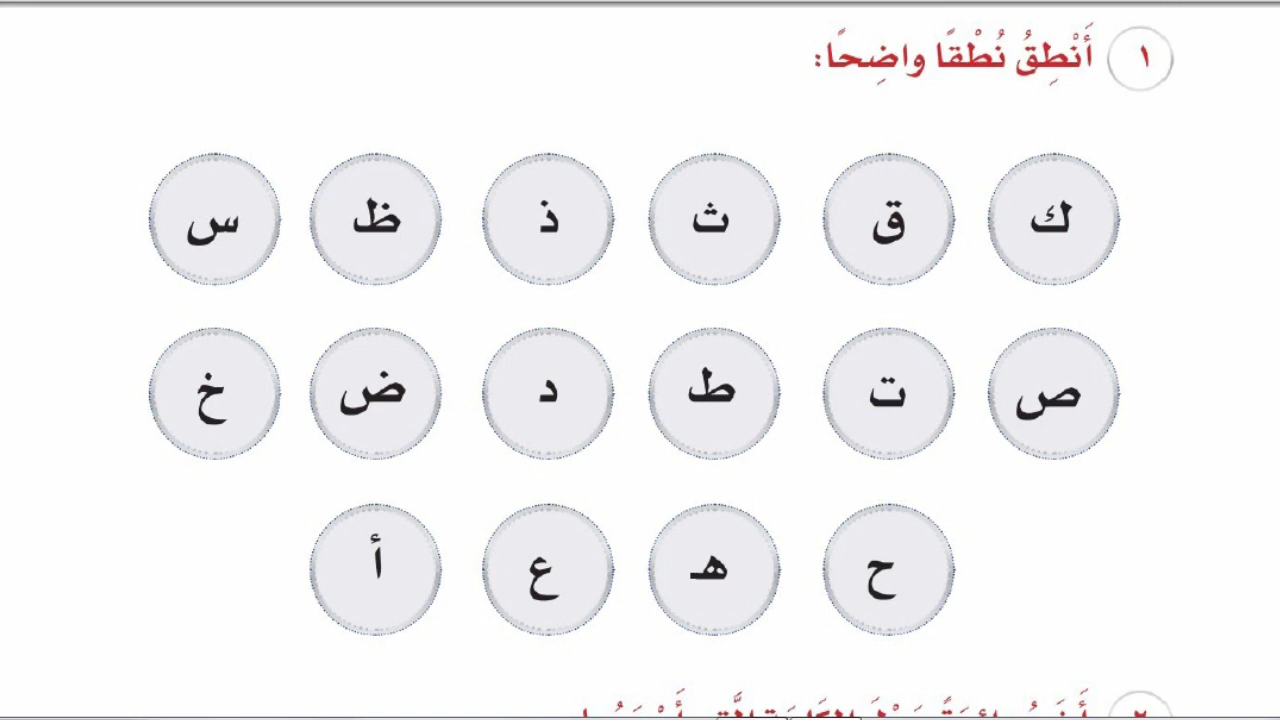 ١ أَنْطِقُ نُطْقًا واضِحًا:
ك ق ث ذ ظ س
ص ت ط د ض خ
ح هـ ع أ